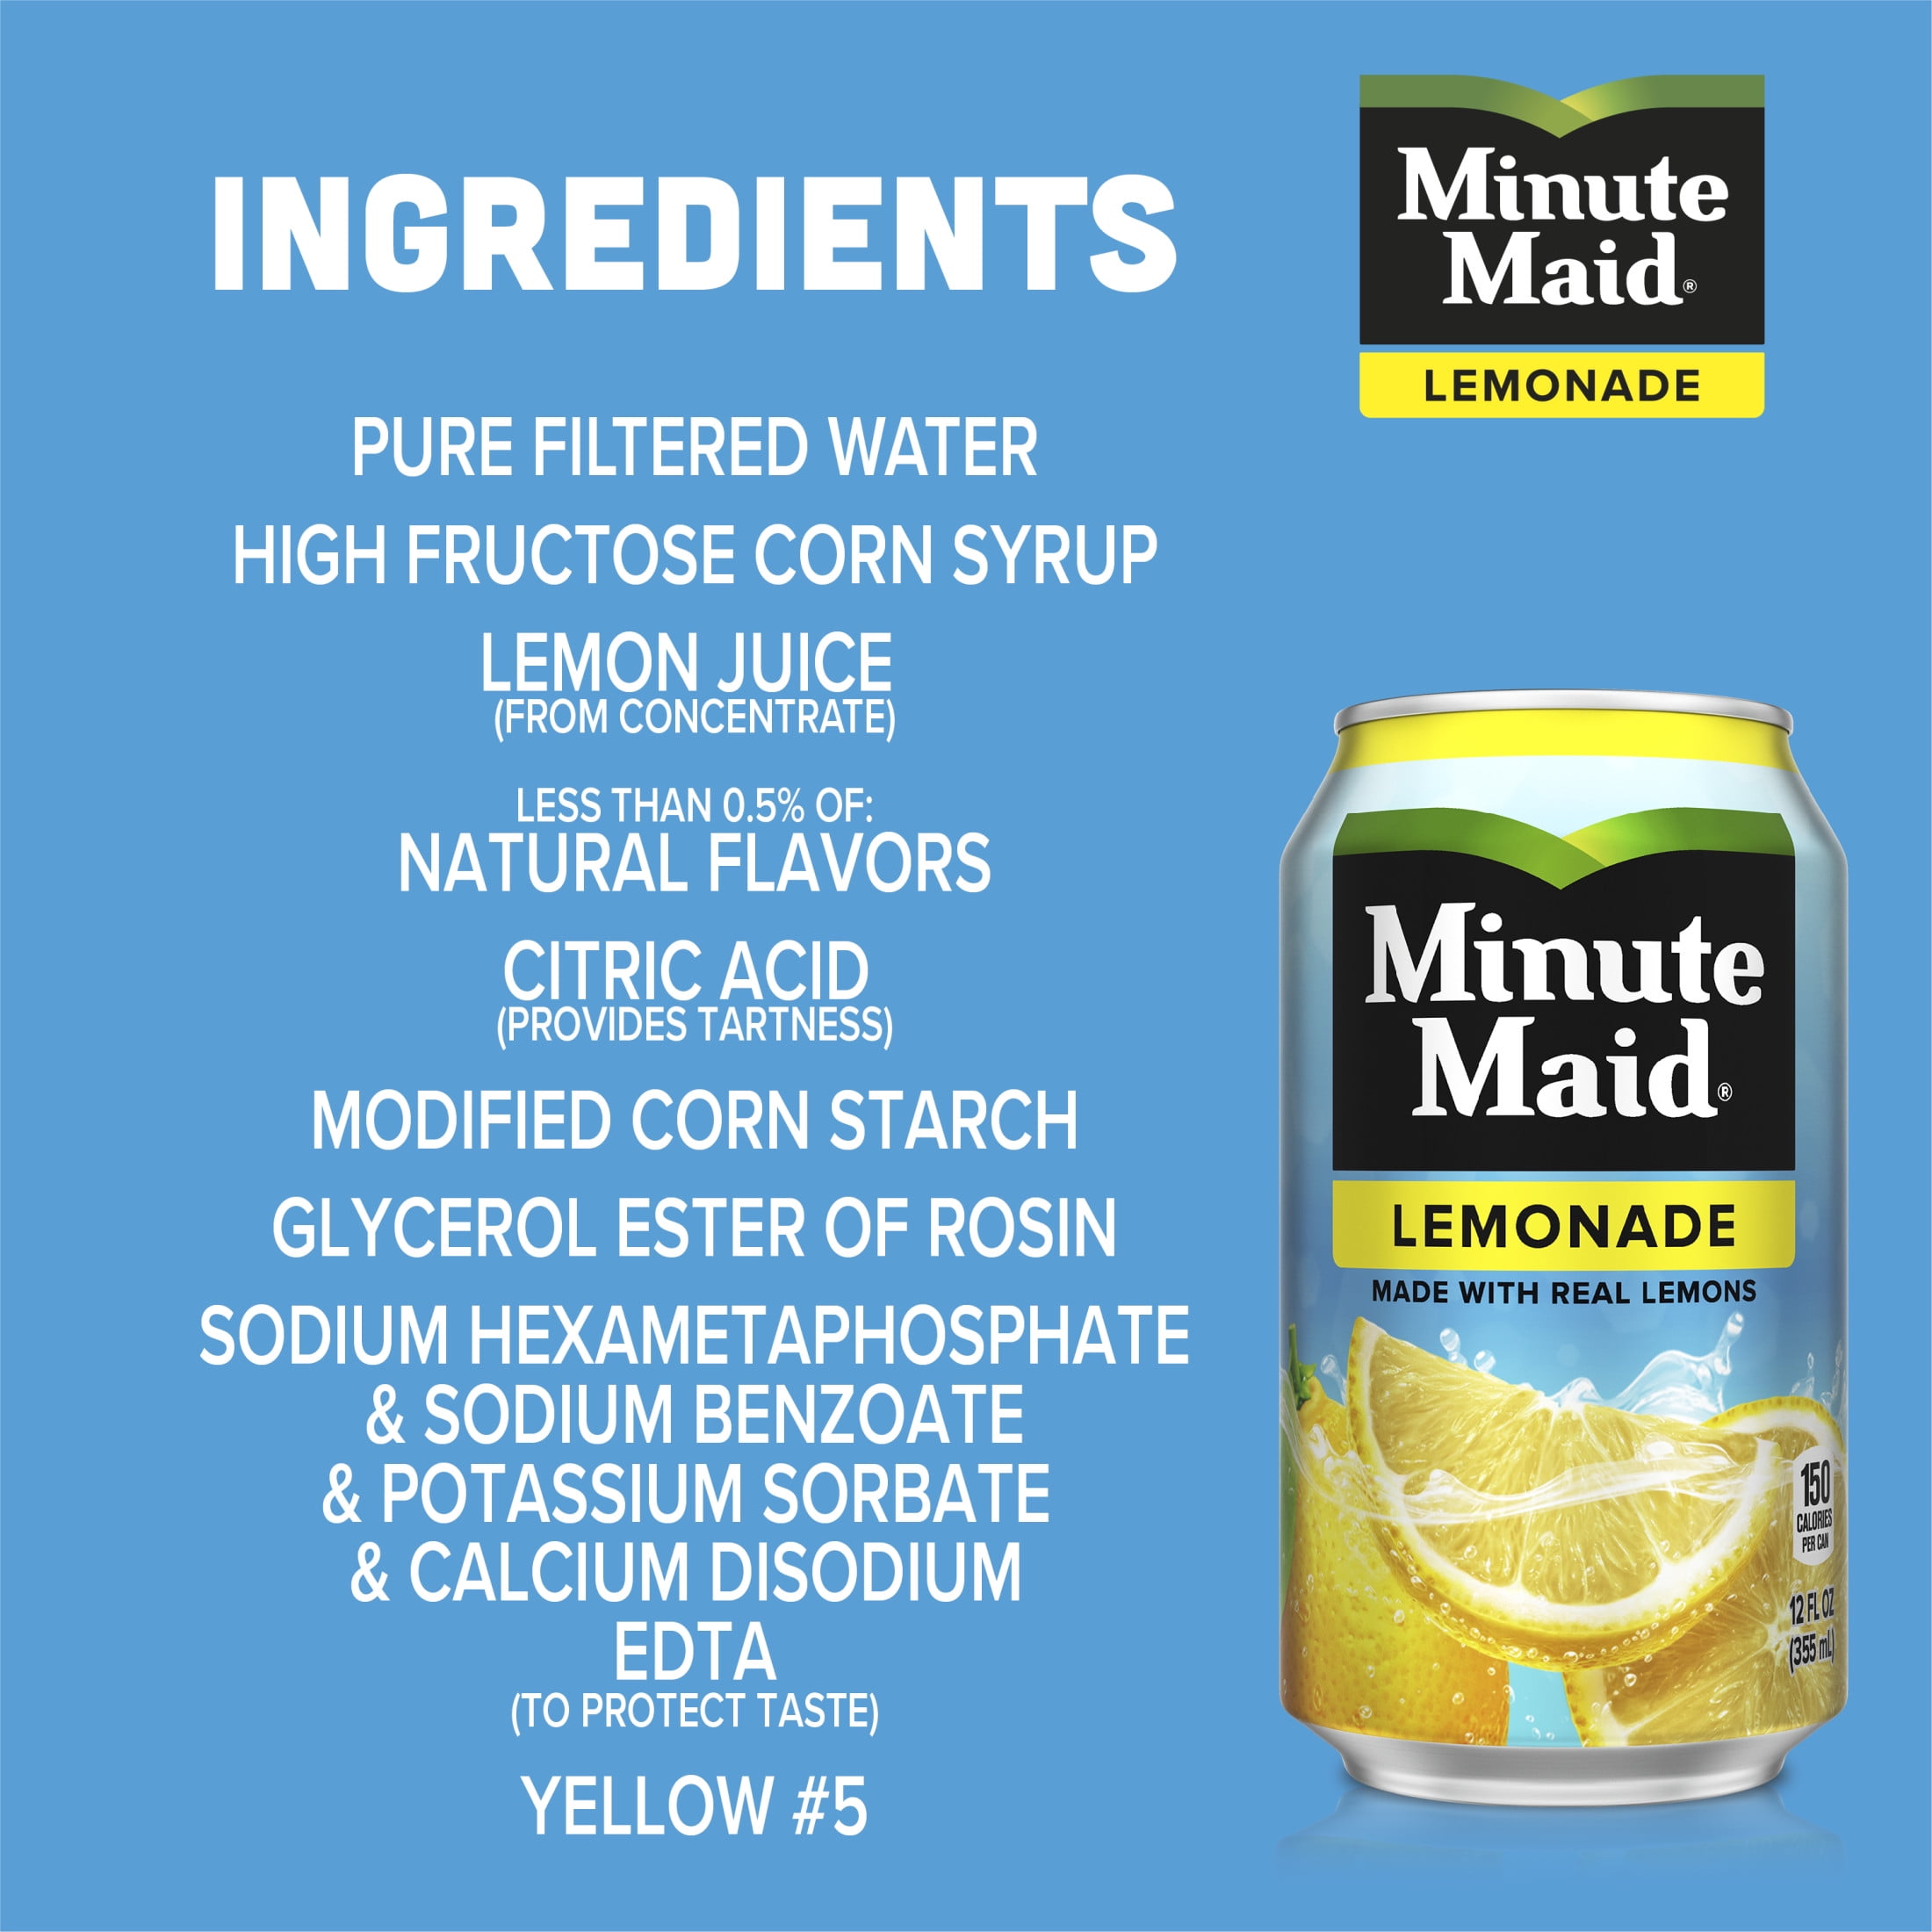 INGREDIENTS
PURE FILTERED WATER
HIGH FRUCTOSE CORN SYRUP
LEMON JUICE
(FROM CONCENTRATE)
LESS THAN 0.5% OF:
NATURAL FLAVORS
CITRIC ACID
(PROVIDES TARTNESS)
MODIFIED CORN STARCH
GLYCEROL ESTER OF ROSIN
SODIUM HEXAMETAPHOSPHATE
& SODIUM BENZOATE
& POTASSIUM SORBATE
& CALCIUM DISODIUM
EDTA
(TO PROTECT TASTE)
YELLOW #5
Minute
Maid®
LEMONADE
Minute
Maid®
LEMONADE
MADE WITH REAL LEMONS
150
CALORIES
PER CAN
12 FL OZ
(355 mL)